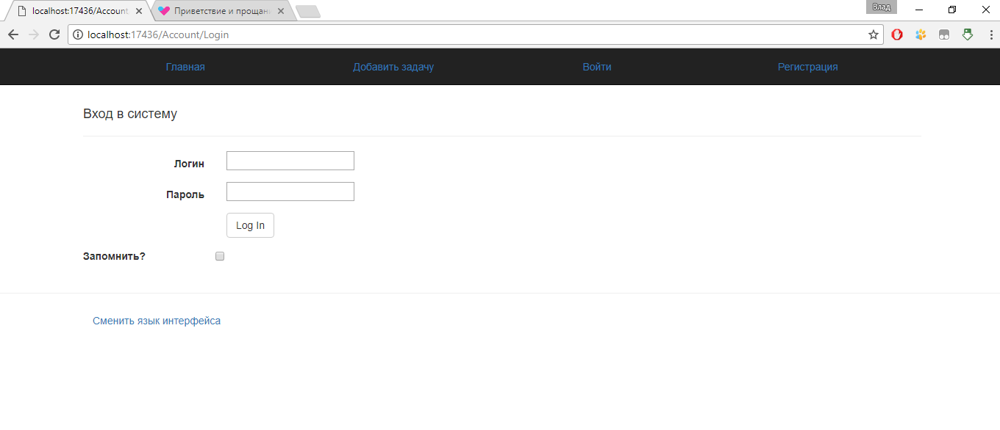 localhost:17436/Account
Приветствие и прощан
Влад
localhost:17436/Account/Login
Главная Добавить задачу Войти Регистрация
Вход в систему
Логин
Пароль
Log In
Запомнить?
Сменить язык интерфейса